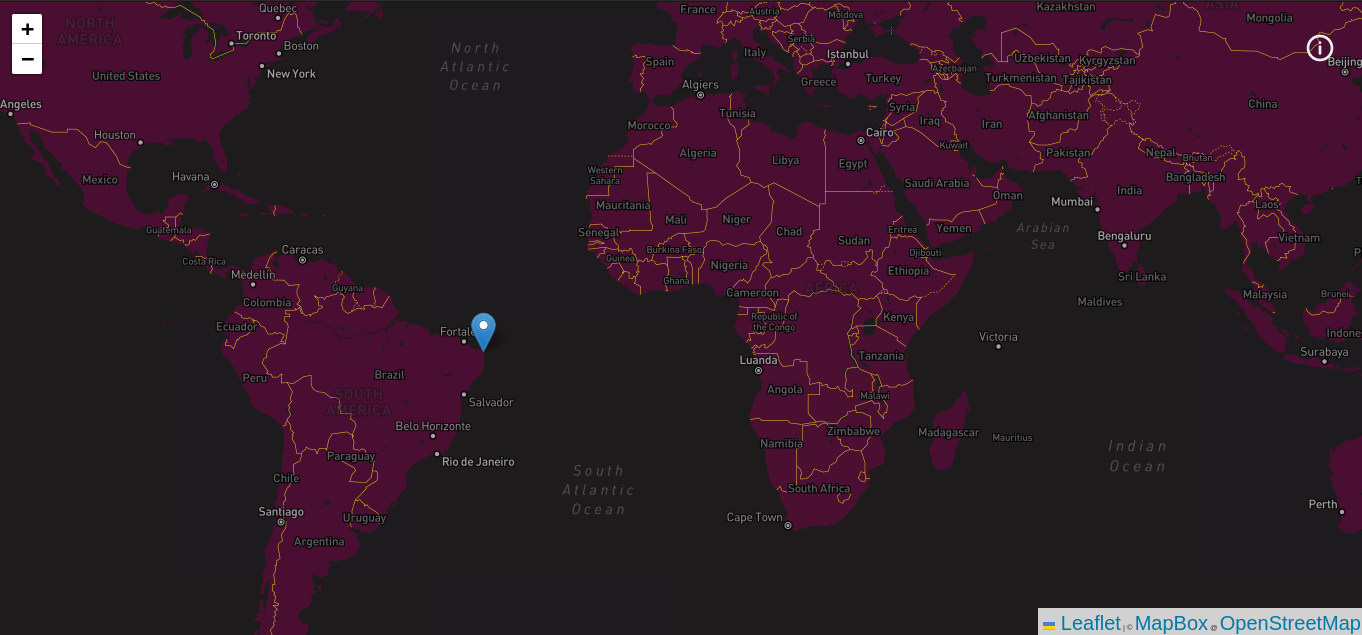 +
−
NORTH
AMERICA
Quebec
Toronto
Boston
New York
United States
Angeles
Houston
Mexico
Havana
Guatemala
Costa Rica
Caracas
Medellín
Guyana
Colombia
Ecuador
Peru
Brazil
SOUTH
AMERICA
Fortale
Salvador
Belo Horizonte
Rio de Janeiro
Paraguay
Chile
Santiago
Uruguay
Argentina
North
Atlantic
Ocean
South
Atlantic
Ocean
France
Austria
Moldova
Serbia
Italy
Istanbul
Spain
Greece
Turkey
Algiers
Tunisia
Morocco
Algeria
Libya
Cairo
Egypt
Western
Sahara
Mauritania
Mali
Niger
Chad
Sudan
Eritrea
Senegal
Guinea
Burkina Faso
Ghana
Nigeria
Cameroon
AFRICA
Djibouti
Ethiopia
Republic of
the Congo
Kenya
Luanda
Tanzania
Angola
Malawi
Zimbabwe
Namibia
Madagascar
Mauritius
South Africa
Cape Town
Victoria
Kazakhstan
ASIA
Mongolia
Beijing
Azerbaijan
Uzbekistan
Kyrgyzstan
Turkmenistan
Tajikistan
Syria
Iraq
Iran
Afghanistan
China
Kuwait
Pakistan
Nepal
Bhutan
Bangladesh
Saudi Arabia
Oman
Yemen
India
Mumbai
Bengaluru
Arabian
Sea
Sri Lanka
Maldives
Laos
Vietnam
Malaysia
Brunei
Indone
Surabaya
Indian
Ocean
Perth
Leaflet | © MapBox @ OpenStreetMap